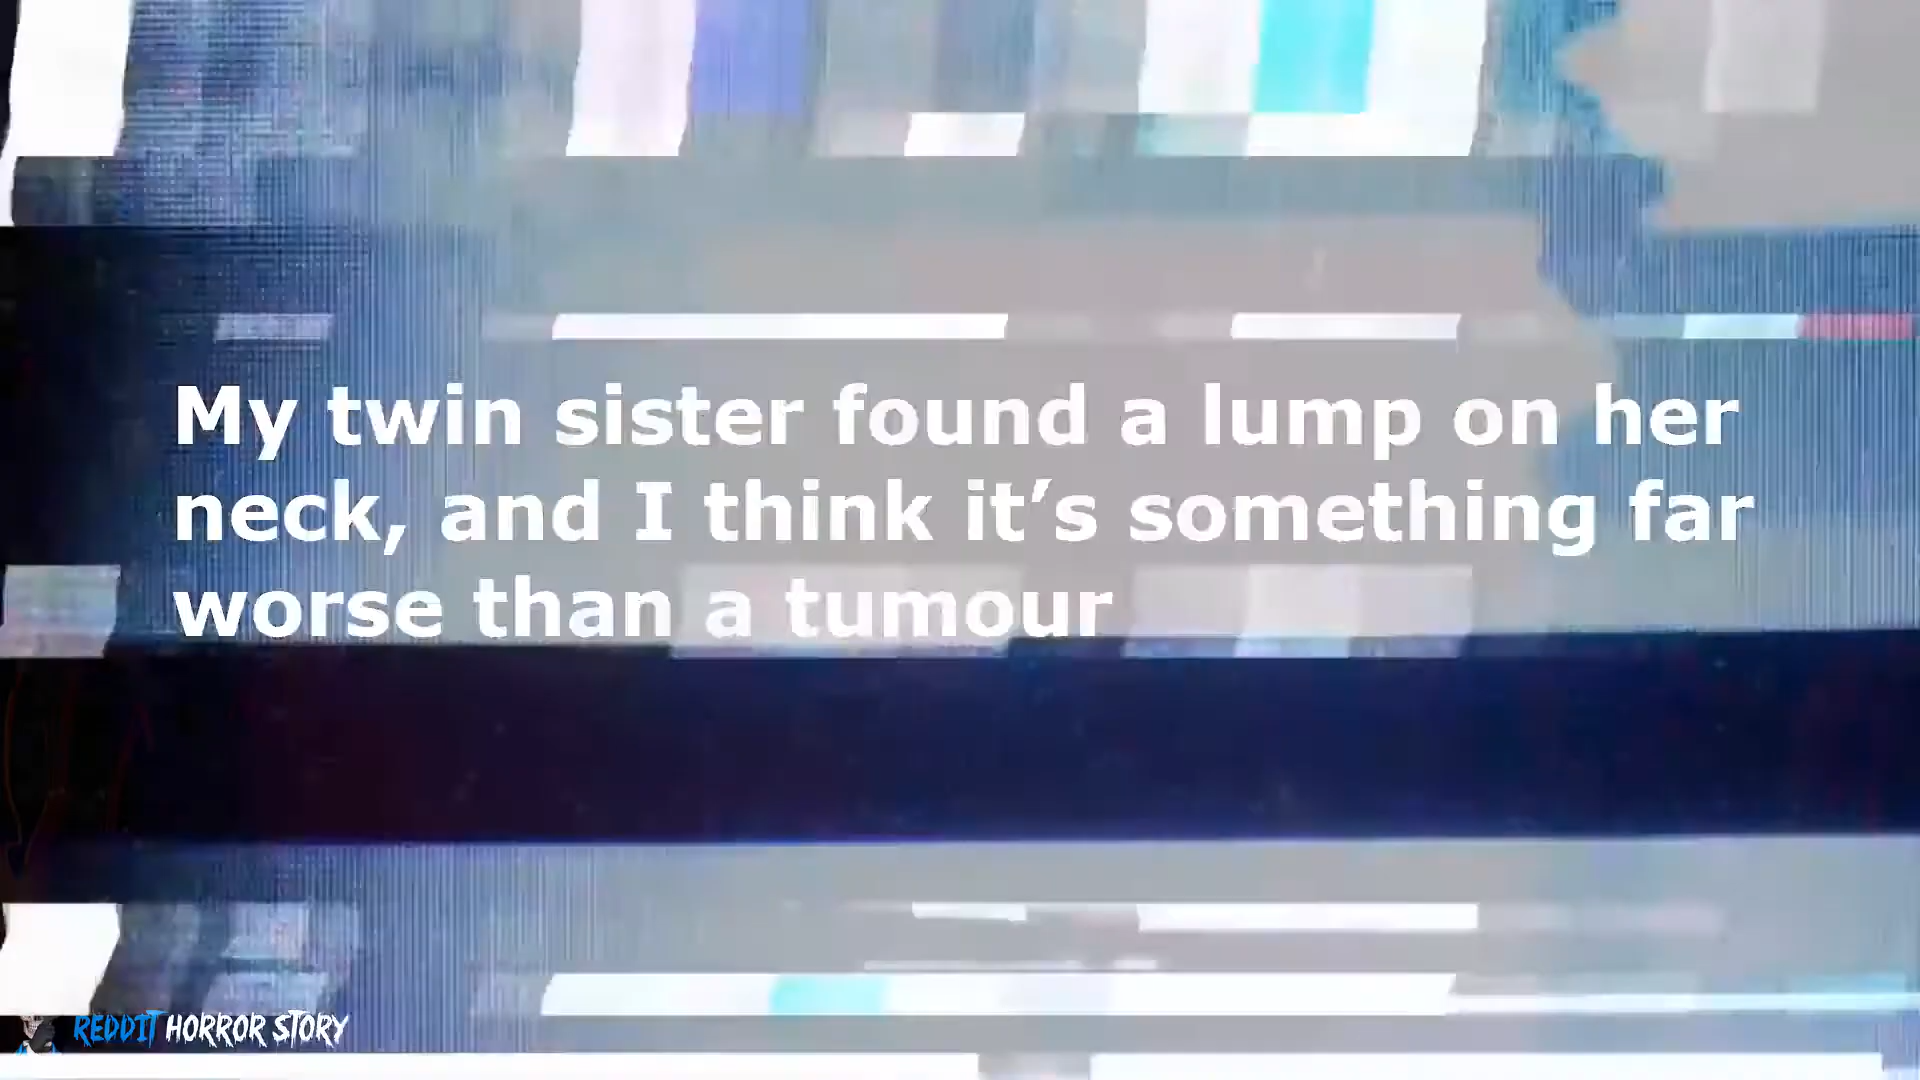 My twin sister found a lump on her
neck, and I think it’s something far
worse than a tumour
REDDIT HORROR STORY